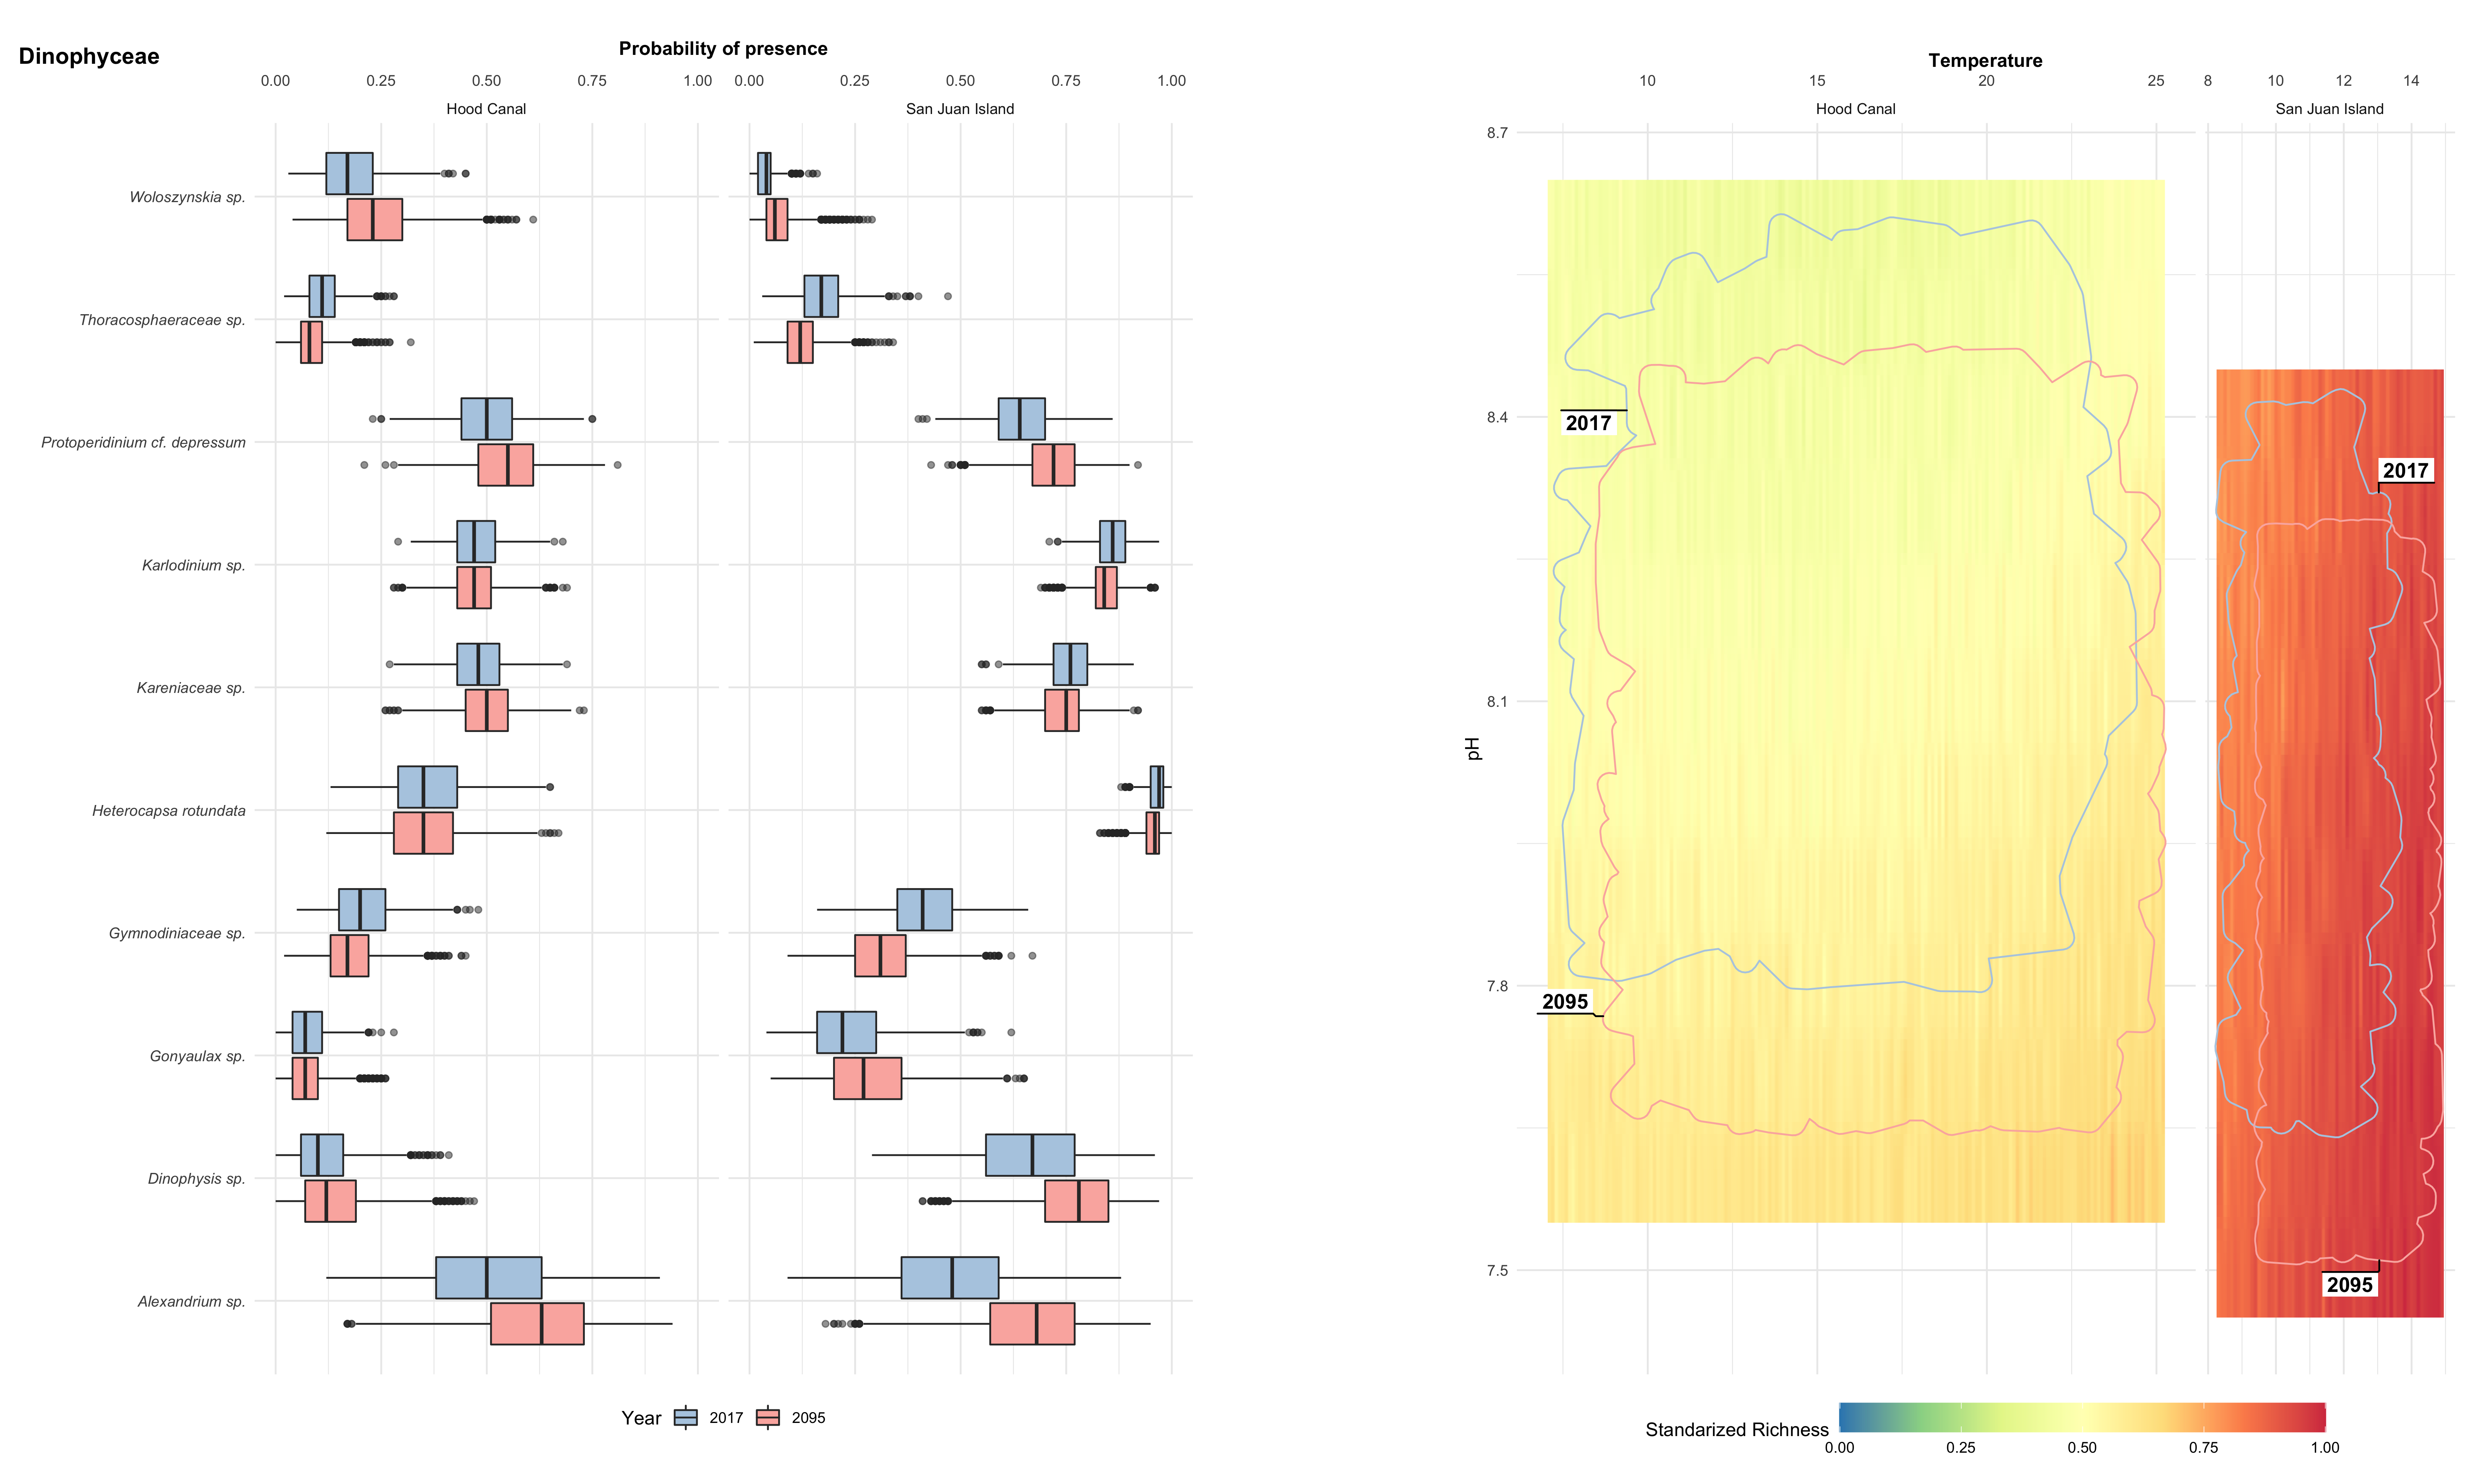 Dinophyceae
Probability of presence
0.00 0.25 0.50 0.75 1.00 0.00 0.25 0.50 0.75 1.00
Hood Canal San Juan Island
Woloszynskia sp.
Thoracosphaeraceae sp.
Protoperidinium cf. depressum
Karlodinium sp.
Kareniaceae sp.
Heterocapsa rotundata
Gymnodiniaceae sp.
Gonyaulax sp.
Dinophysis sp.
Alexandrium sp.
Year 2017 2095
Temperature
10 15 20 25 8 10 12 14
Hood Canal San Juan Island
8.7
8.4
8.1
7.8
7.5
pH
2017
2017
2095
2095
Standarized Richness
0.00 0.25 0.50 0.75 1.00